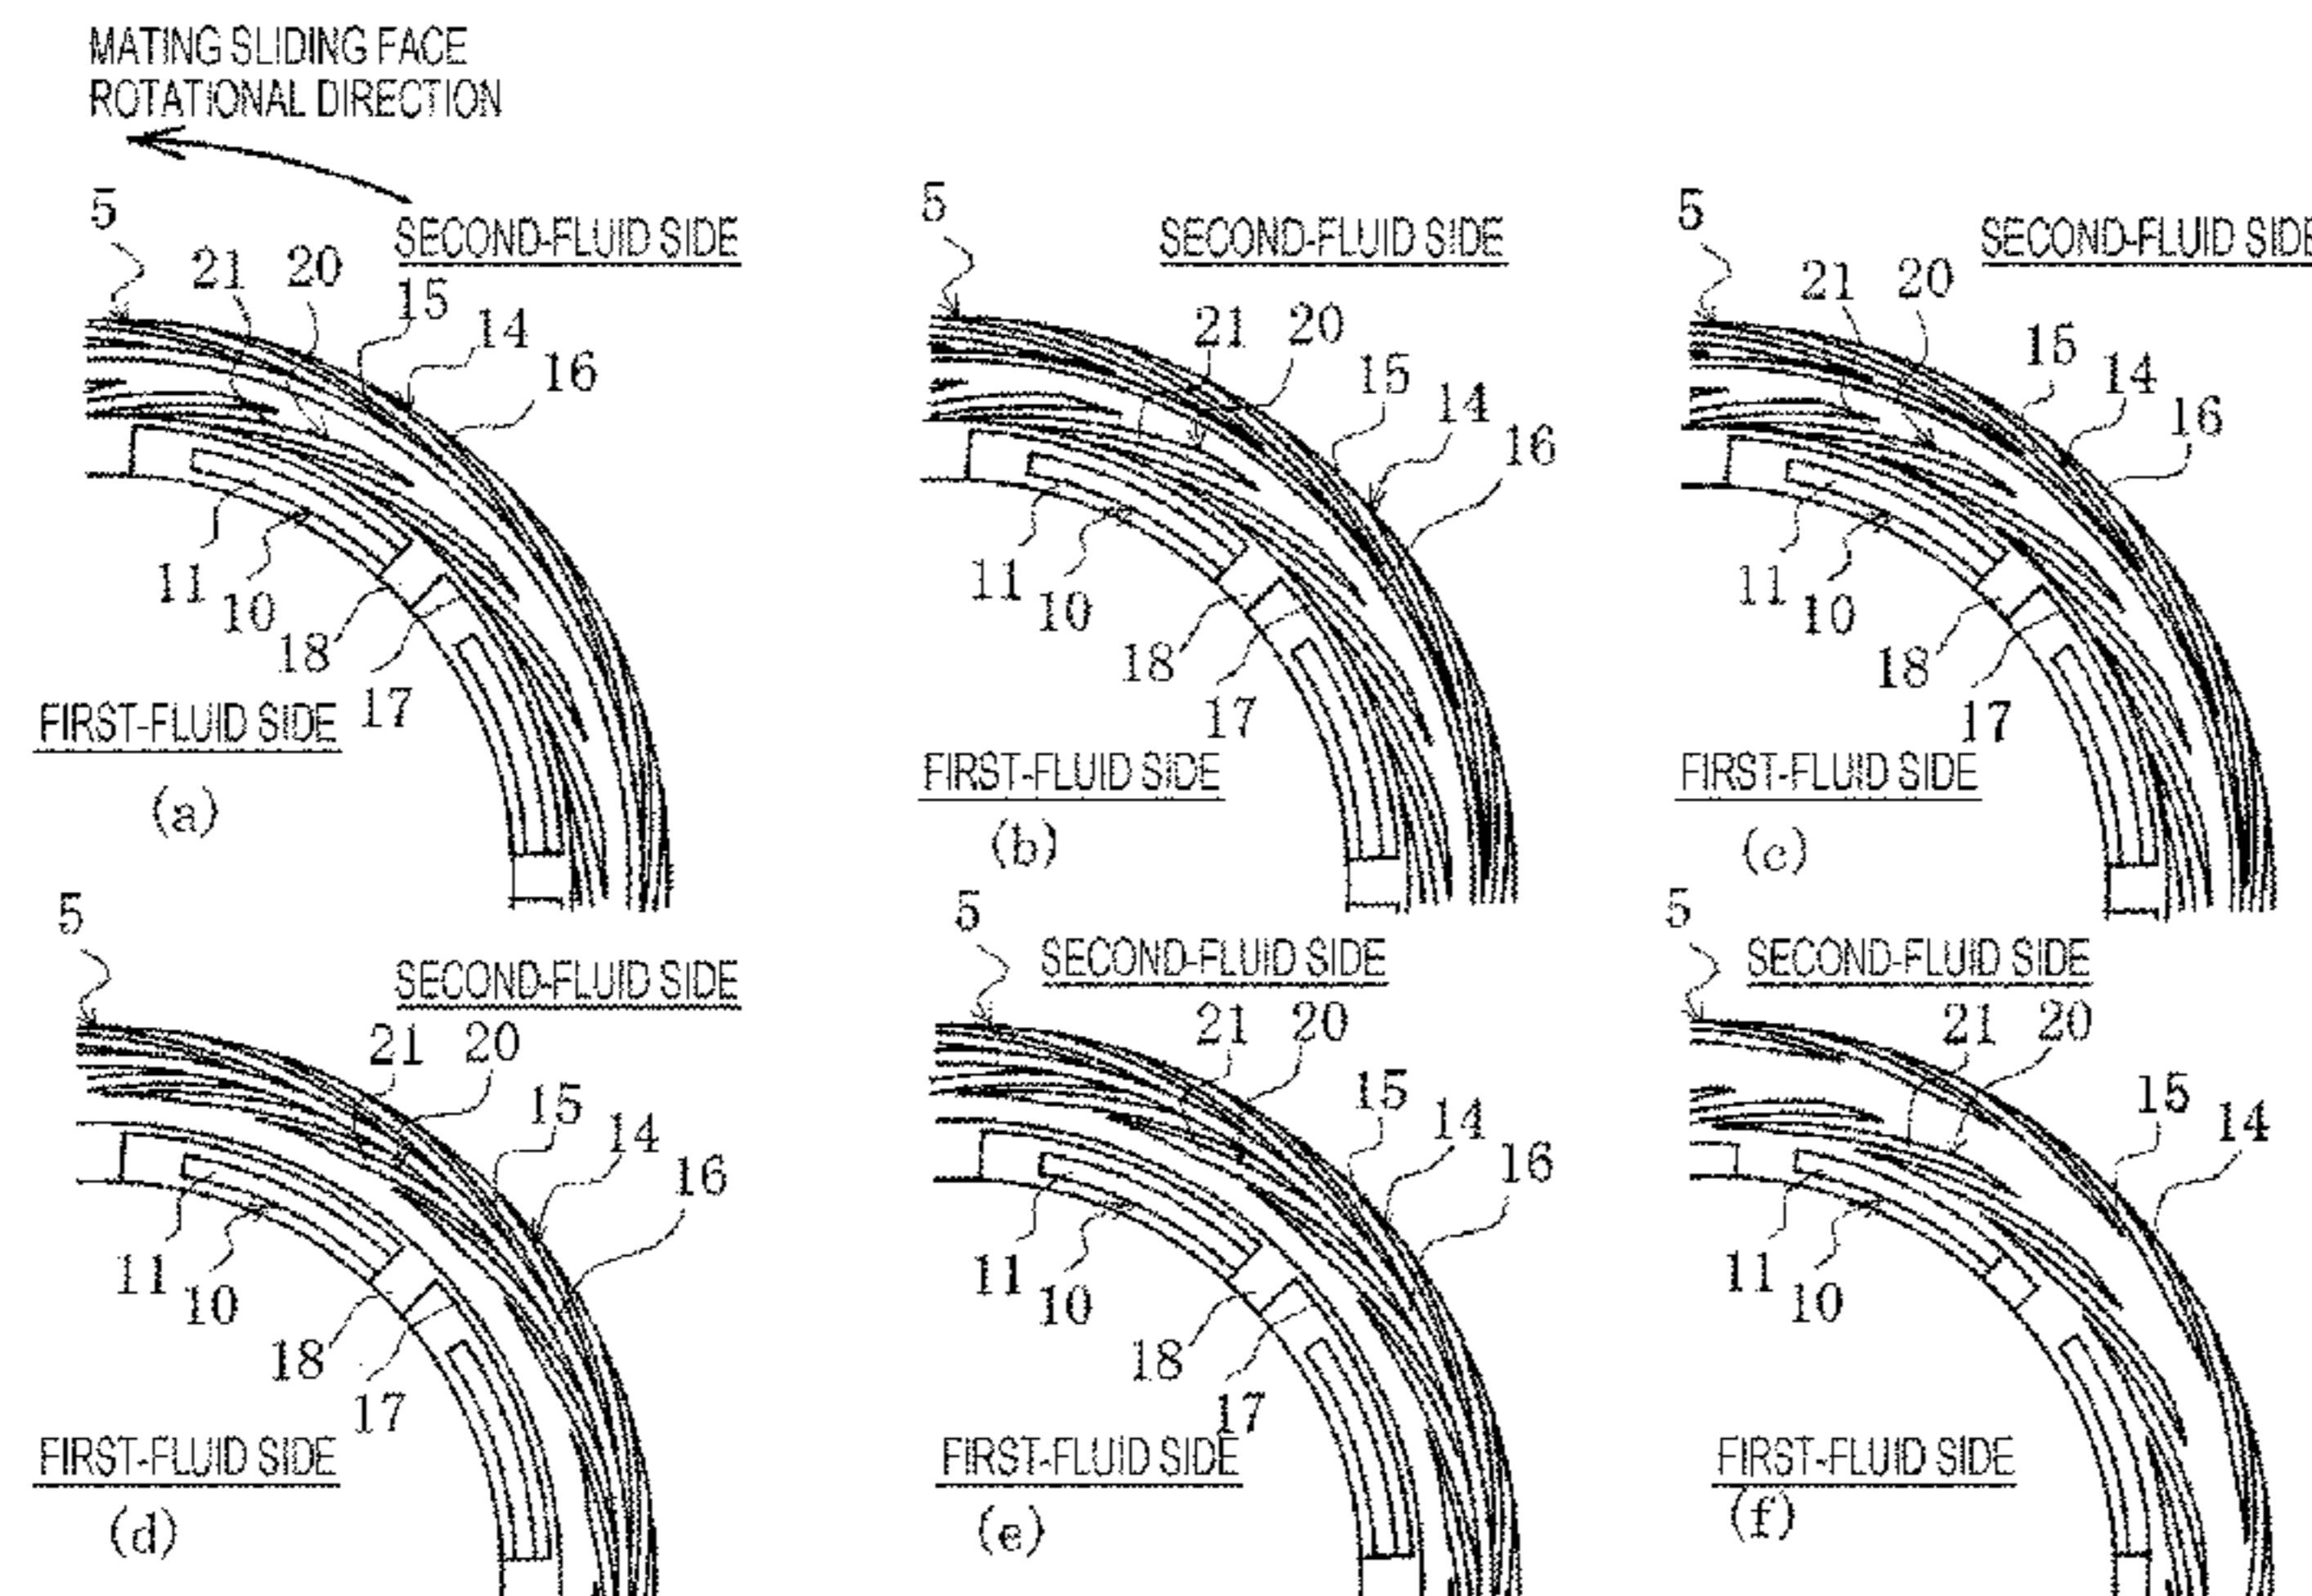 MATING SLIDING FACE
ROTATIONAL DIRECTION
5
SECOND-FLUID SIDE
21
20
15
14
16
11
10
18
17
FIRST-FLUID SIDE
(a)
5
SECOND-FLUID SIDE
21
20
15
14
16
11
10
18
17
FIRST-FLUID SIDE
(b)
5
SECOND-FLUID SIDE
21
20
15
14
16
11
10
18
17
FIRST-FLUID SIDE
(c)
5
SECOND-FLUID SIDE
21
20
15
14
16
11
10
18
17
FIRST-FLUID SIDE
(d)
5
SECOND-FLUID SIDE
21
20
15
14
16
11
10
18
17
FIRST-FLUID SIDE
(e)
5
SECOND-FLUID SIDE
21
20
15
14
11
10
FIRST-FLUID SIDE
(f)